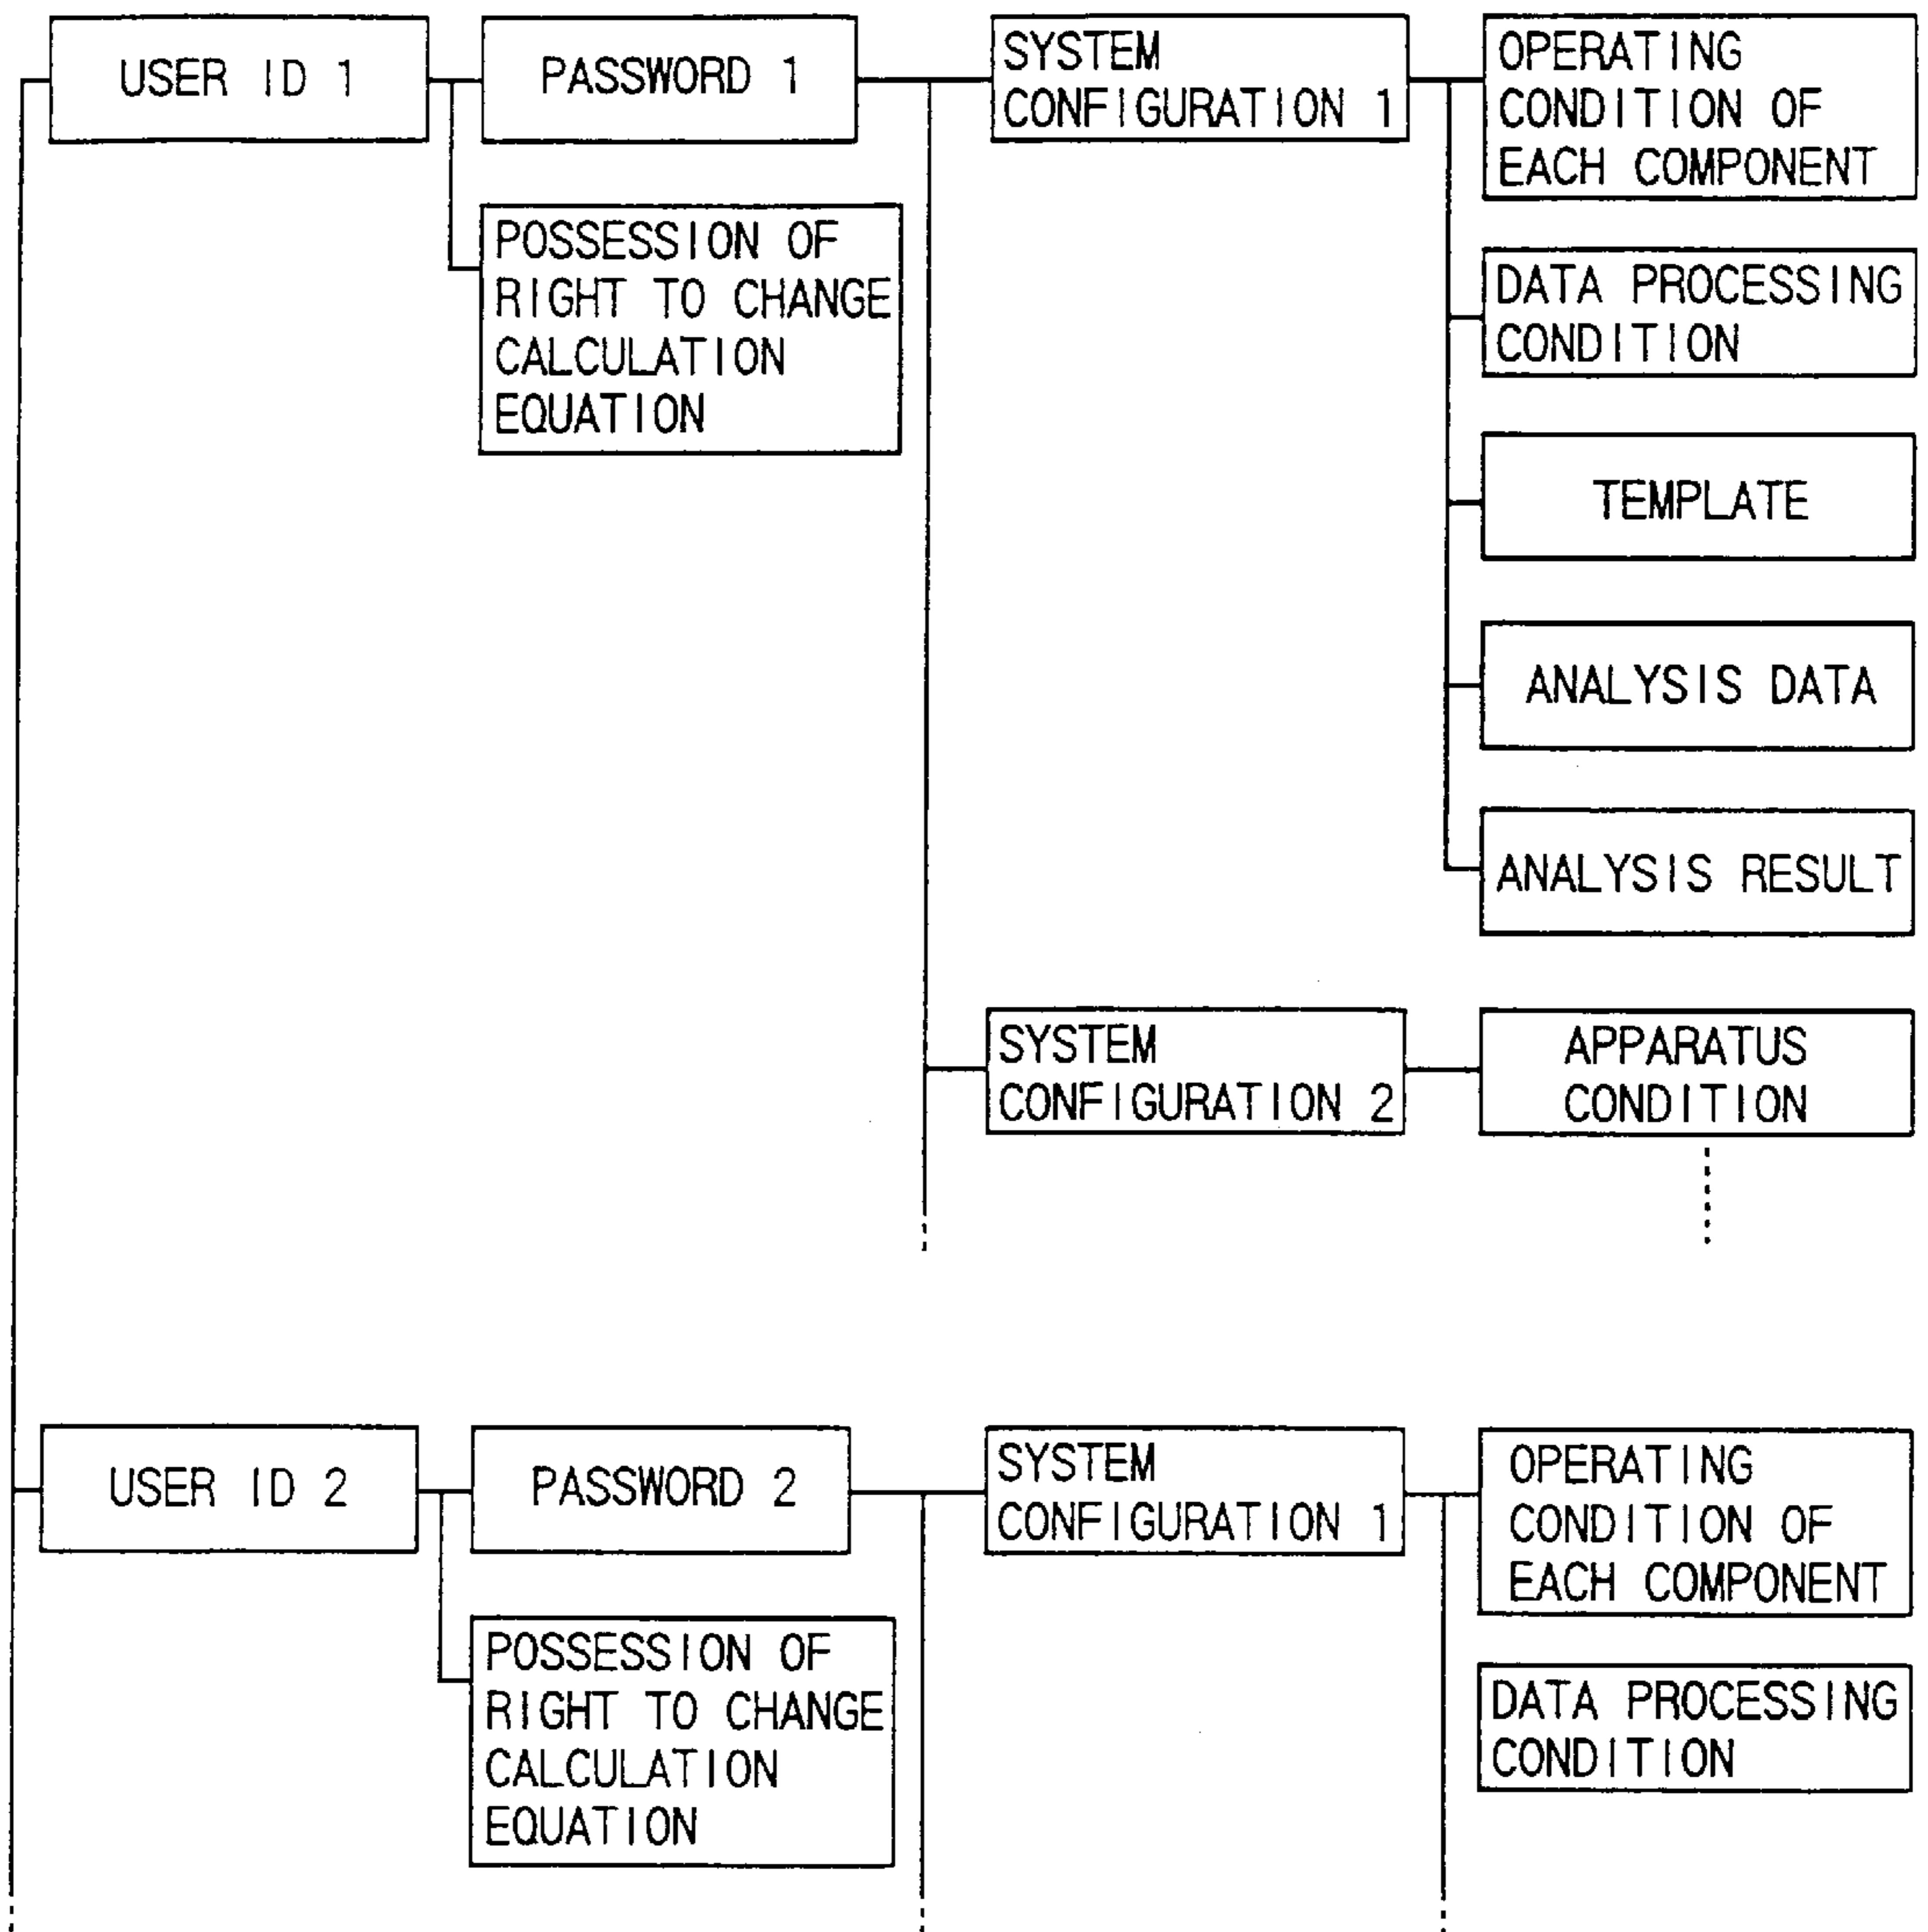 USER ID 1
PASSWORD 1
SYSTEM
CONFIGURATION 1
OPERATING
CONDITION OF
EACH COMPONENT
POSSESSION OF
RIGHT TO CHANGE
CALCULATION
EQUATION
DATA PROCESSING
CONDITION
TEMPLATE
ANALYSIS DATA
ANALYSIS RESULT
SYSTEM
CONFIGURATION 2
APPARATUS
CONDITION
USER ID 2
PASSWORD 2
SYSTEM
CONFIGURATION 1
OPERATING
CONDITION OF
EACH COMPONENT
POSSESSION OF
RIGHT TO CHANGE
CALCULATION
EQUATION
DATA PROCESSING
CONDITION